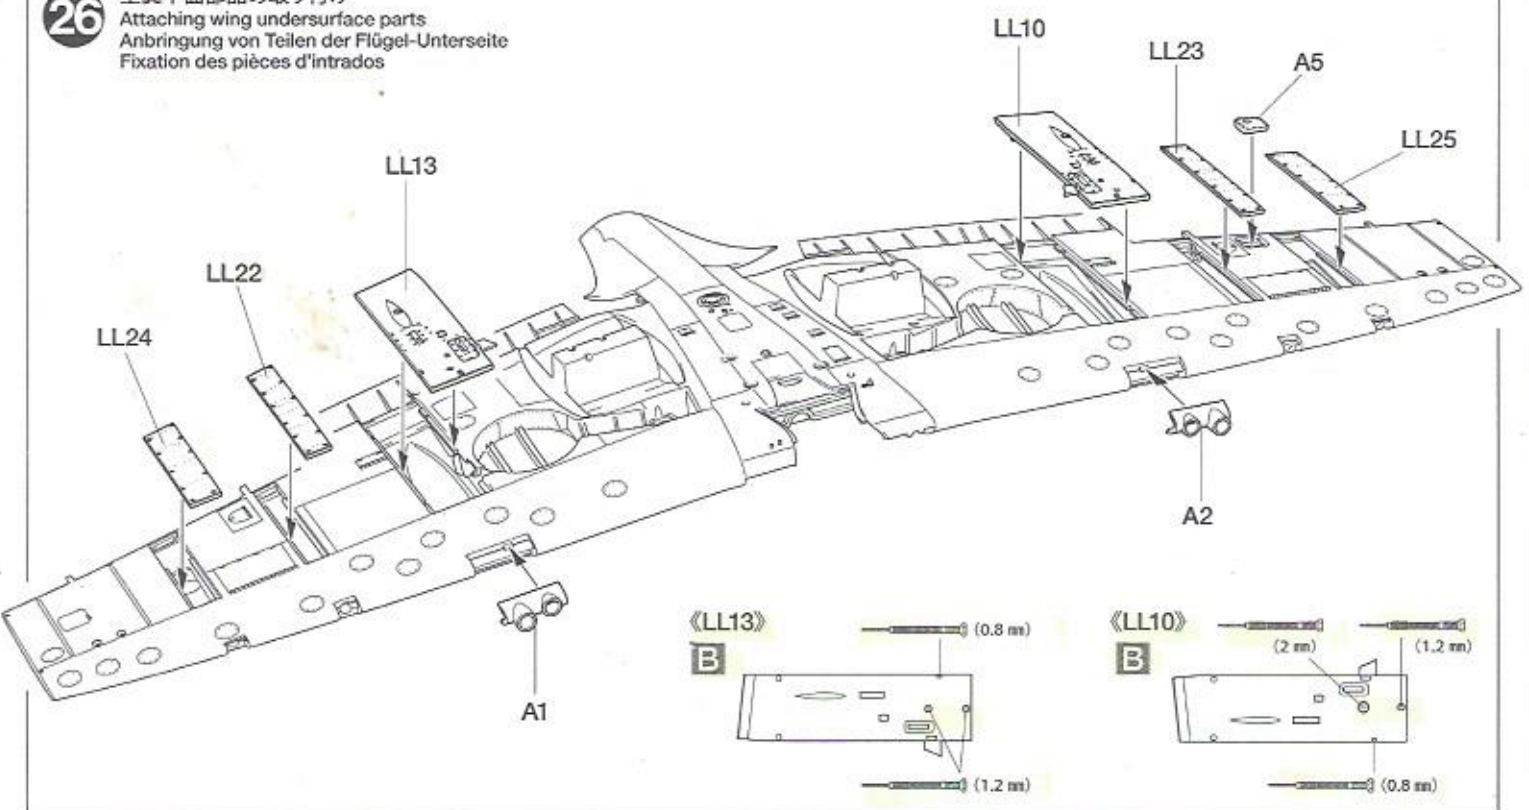 26
Attaching wing undersurface parts
Anbringung von Teilen der Flügel-Unterseite
Fixation des pièces d'intrados
LL10
LL23
A5
LL25
LL13
LL22
LL24
A2
A1
《LL13》
B
(0.8 mm)
(1.2 mm)
《LL10》
B
(2 mm)
(1.2 mm)
(0.8 mm)